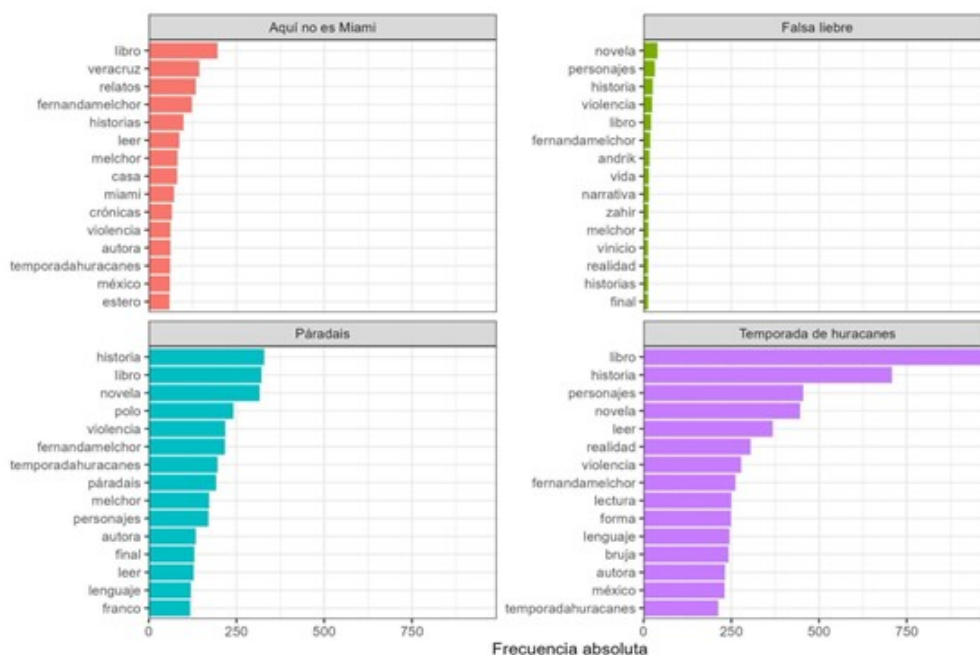 Aquí no es Miami
libro
veracruz
relatos
fernandamelchor
historias
leer
melchor
casa
miami
crónicas
violencia
autora
temporadahuracanes
méxico
estero
Falsa liebre
novela
personajes
historia
violencia
libro
fernandamelchor
andrik
vida
narrativa
zahir
melchor
vinicio
realidad
historias
final
Páradais
historia
libro
novela
polo
violencia
fernandamelchor
temporadahuracanes
páradais
melchor
personajes
autora
final
leer
lenguaje
franco
0 250 500 750
Temporada de huracanes
libro
historia
personajes
novela
leer
realidad
violencia
fernandamelchor
lectura
forma
lenguaje
bruja
autora
méxico
temporadahuracanes
0 250 500 750
Frecuencia absoluta